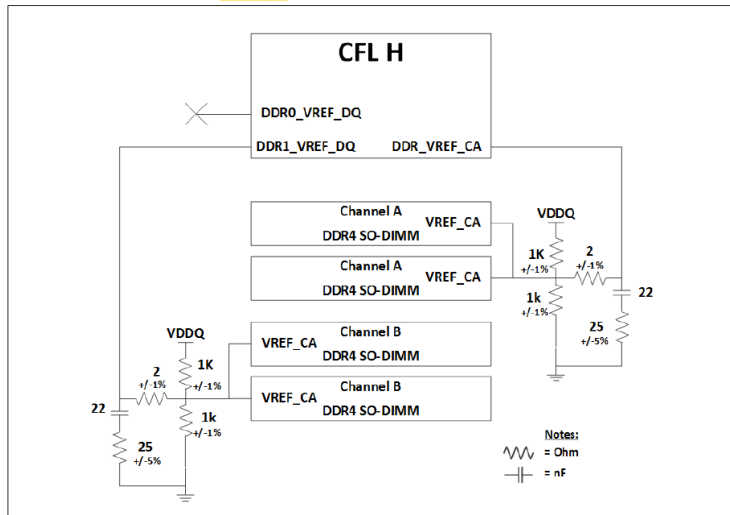 CFL H
DDR0_VREF_DQ
DDR1_VREF_DQ
DDR_VREF_CA
Channel A
VREF_CA
DDR4 SO-DIMM
Channel A
VREF_CA
DDR4 SO-DIMM
VDDQ
1K
+/-1%
2
+/-1%
1k
+/-1%
22
25
+/-5%
Channel B
VREF_CA
DDR4 SO-DIMM
Channel B
VREF_CA
DDR4 SO-DIMM
VDDQ
1K
+/-1%
2
+/-1%
1k
+/-1%
22
25
+/-5%
Notes:
= Ohm
= nF